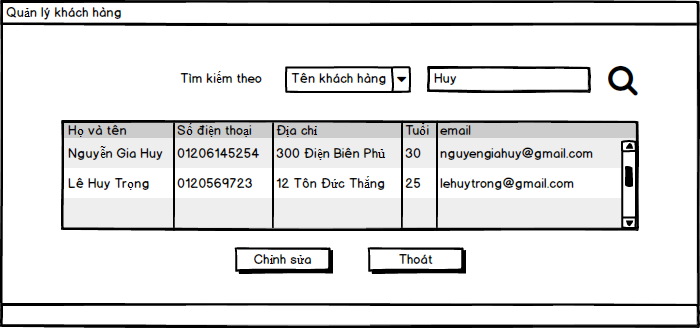 Quản lý khách hàng
Tìm kiếm theo Tên khách hàng Huy
Họ và tên Số điện thoại Địa chỉ Tuổi email
Nguyễn Gia Huy 01206145254 300 Điện Biên Phủ 30 nguyengiahuy@gmail.com
Lê Huy Trọng 0120569723 12 Tôn Đức Thắng 25 lehuytrong@gmail.com
Chỉnh sửa Thoát